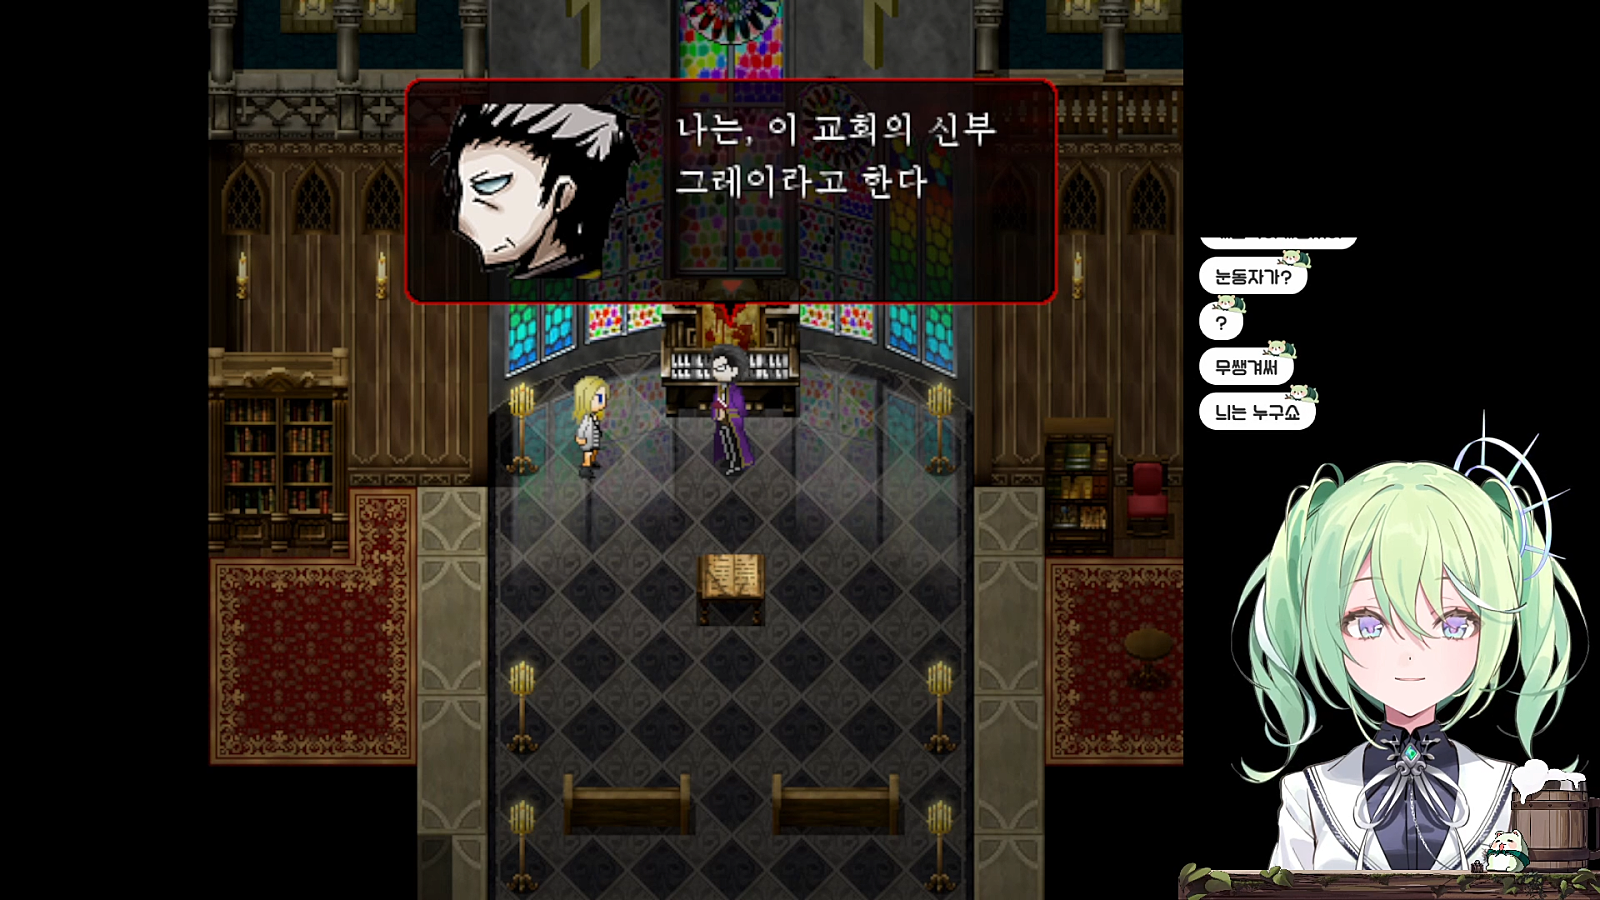 나는, 이 교회의 신부
그레이라고 한다
눈동자가?
?
무쌩겨써
늬는 누구쇼